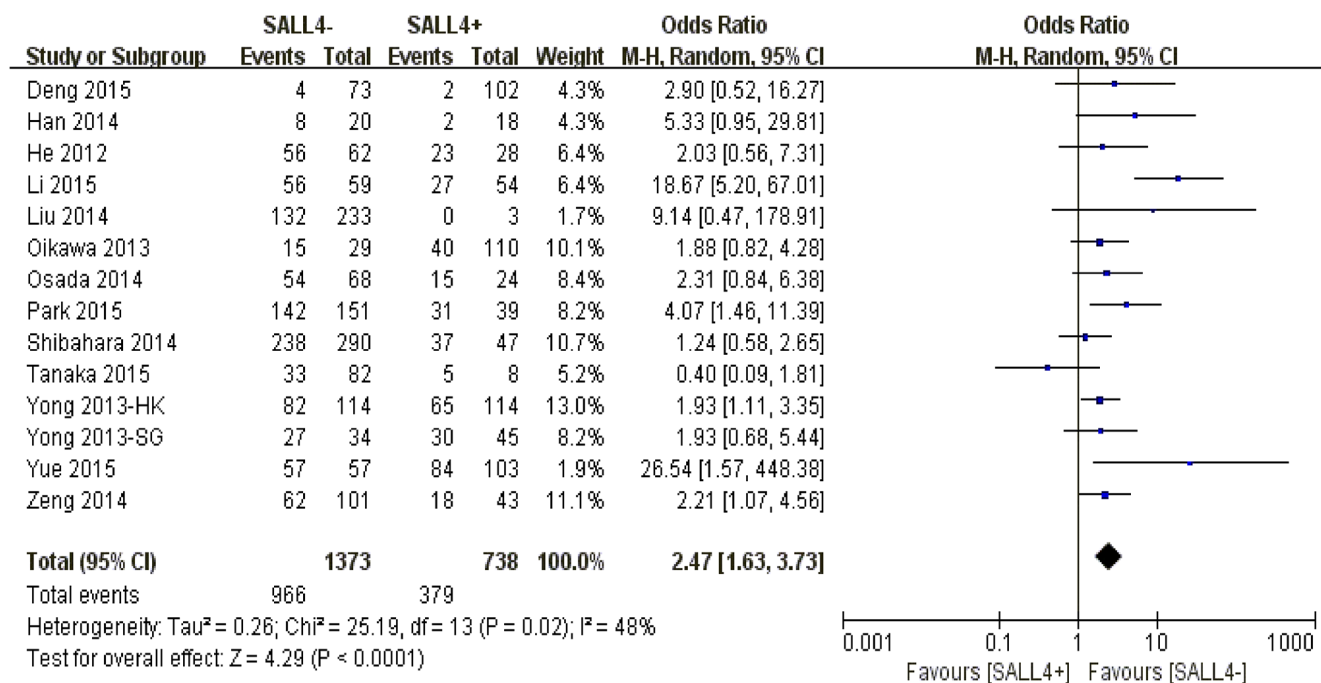 SALL4- SALL4+ Odds Ratio Odds Ratio
Study or Subgroup Events Total Events Total Weight M-H, Random, 95% CI M-H, Random, 95% CI
Deng 2015 4 73 2 102 4.3% 2.90 [0.52, 16.27]
Han 2014 8 20 2 18 4.3% 5.33 [0.95, 29.81]
He 2012 56 62 23 28 6.4% 2.03 [0.56, 7.31]
Li 2015 56 59 27 54 6.4% 18.67 [5.20, 67.01]
Liu 2014 132 233 0 3 1.7% 9.14 [0.47, 178.91]
Oikawa 2013 15 29 40 110 10.1% 1.88 [0.82, 4.28]
Osada 2014 54 68 15 24 8.4% 2.31 [0.84, 6.38]
Park 2015 142 151 31 39 8.2% 4.07 [1.46, 11.39]
Shibahara 2014 238 290 37 47 10.7% 1.24 [0.58, 2.65]
Tanaka 2015 33 82 5 8 5.2% 0.40 [0.09, 1.81]
Yong 2013-HK 82 114 65 114 13.0% 1.93 [1.11, 3.35]
Yong 2013-SG 27 34 30 45 8.2% 1.93 [0.68, 5.44]
Yue 2015 57 57 84 103 1.9% 26.54 [1.57, 448.38]
Zeng 2014 62 101 18 43 11.1% 2.21 [1.07, 4.56]
Total (95% CI) 1373 738 100.0% 2.47 [1.63, 3.73]
Total events 966 379
Heterogeneity: Tau² = 0.26; Chi² = 25.19, df = 13 (P = 0.02); I² = 48%
Test for overall effect: Z = 4.29 (P < 0.0001)
0.001 0.1 1 10 1000
Favours [SALL4+] Favours [SALL4-]